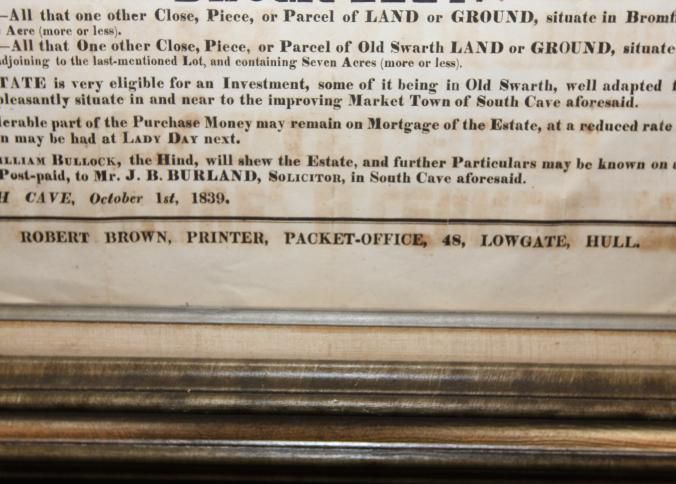 —All that one other Close, Piece, or Parcel of LAND or GROUND, situate in Bromf
Acre (more or less).
—All that One other Close, Piece, or Parcel of Old Swarth LAND or GROUND, situate
adjoining to the last-mentioned Lot, and containing Seven Acres (more or less).
TATE is very eligible for an Investment, some of it being in Old Swarth, well adapted f
pleasantly situate in and near to the improving Market Town of South Cave aforesaid.
derable part of the Purchase Money may remain on Mortgage of the Estate, at a reduced rate
n may be had at LADY DAY next.
ILLIAM BULLOCK, the Hind, will shew the Estate, and further Particulars may be known on a
Post-paid, to Mr. J. B. BURLAND, SOLICITOR, in South Cave aforesaid.
H CAVE, October 1st, 1839.
ROBERT BROWN, PRINTER, PACKET-OFFICE, 48, LOWGATE, HULL.